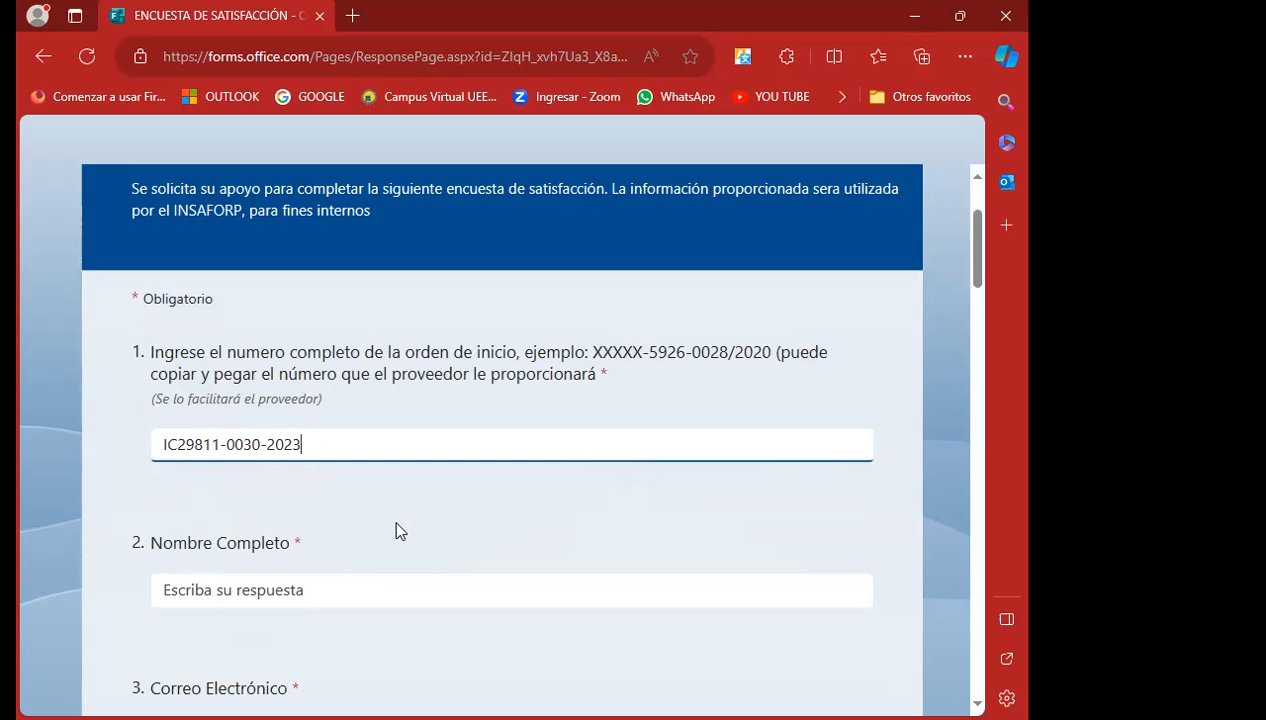 ENCUESTA DE SATISFACCIÓN - 
https://forms.office.com/Pages/ResponsePage.aspx?id=ZIqH_xvh7Ua3_X8a...
Comenzar a usar Fir... OUTLOOK GOOGLE Campus Virtual UEE... Ingresar - Zoom WhatsApp YOU TUBE Otros favoritos
Se solicita su apoyo para completar la siguiente encuesta de satisfacción. La información proporcionada sera utilizada
por el INSAFORP, para fines internos
* Obligatorio
1. Ingrese el numero completo de la orden de inicio, ejemplo: XXXXX-5926-0028/2020 (puede
copiar y pegar el número que el proveedor le proporcionará *
(Se lo facilitará el proveedor)
IC29811-0030-2023
2. Nombre Completo *
Escriba su respuesta
3. Correo Electrónico *